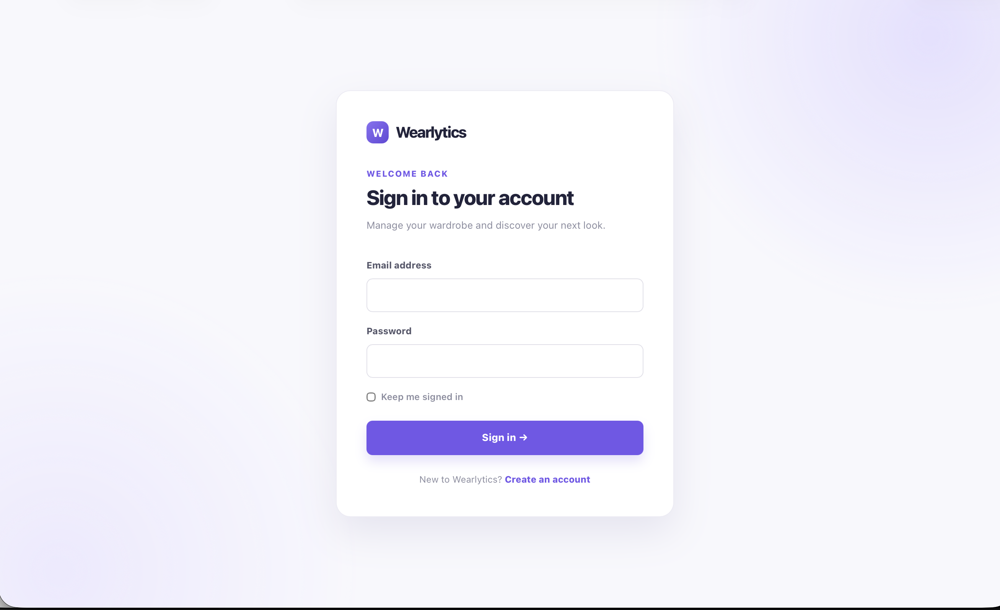 W Wearlytics
WELCOME BACK
Sign in to your account
Manage your wardrobe and discover your next look.
Email address
Password
Keep me signed in
Sign in →
New to Wearlytics? Create an account